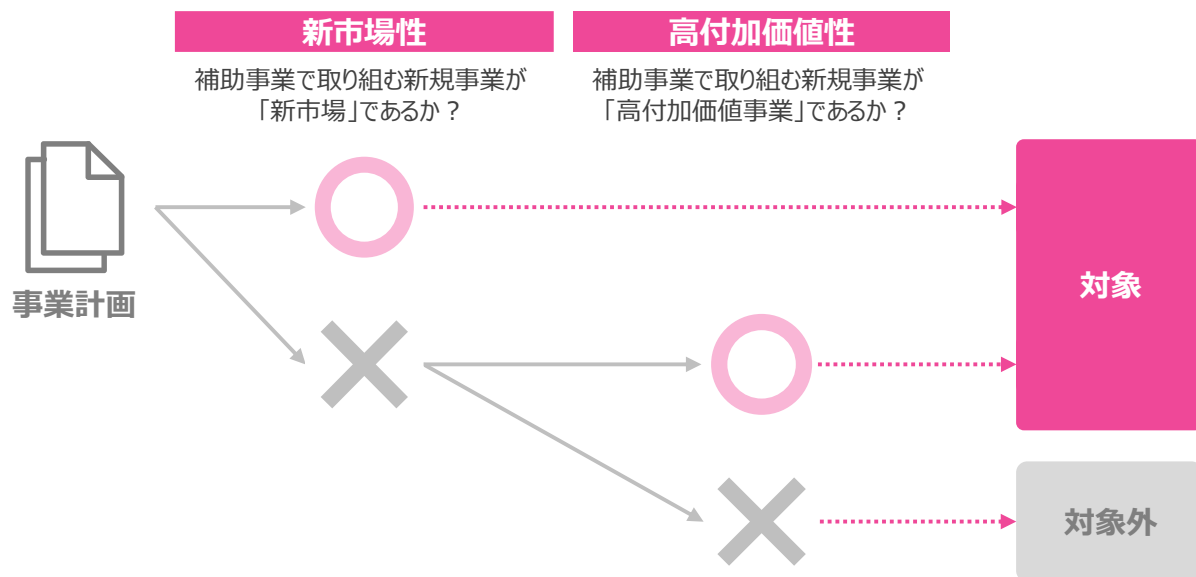 新市場性
高付加価値性
補助事業で取り組む新規事業が
「新市場」であるか？
補助事業で取り組む新規事業が
「高付加価値事業」であるか？
事業計画
対象
対象外